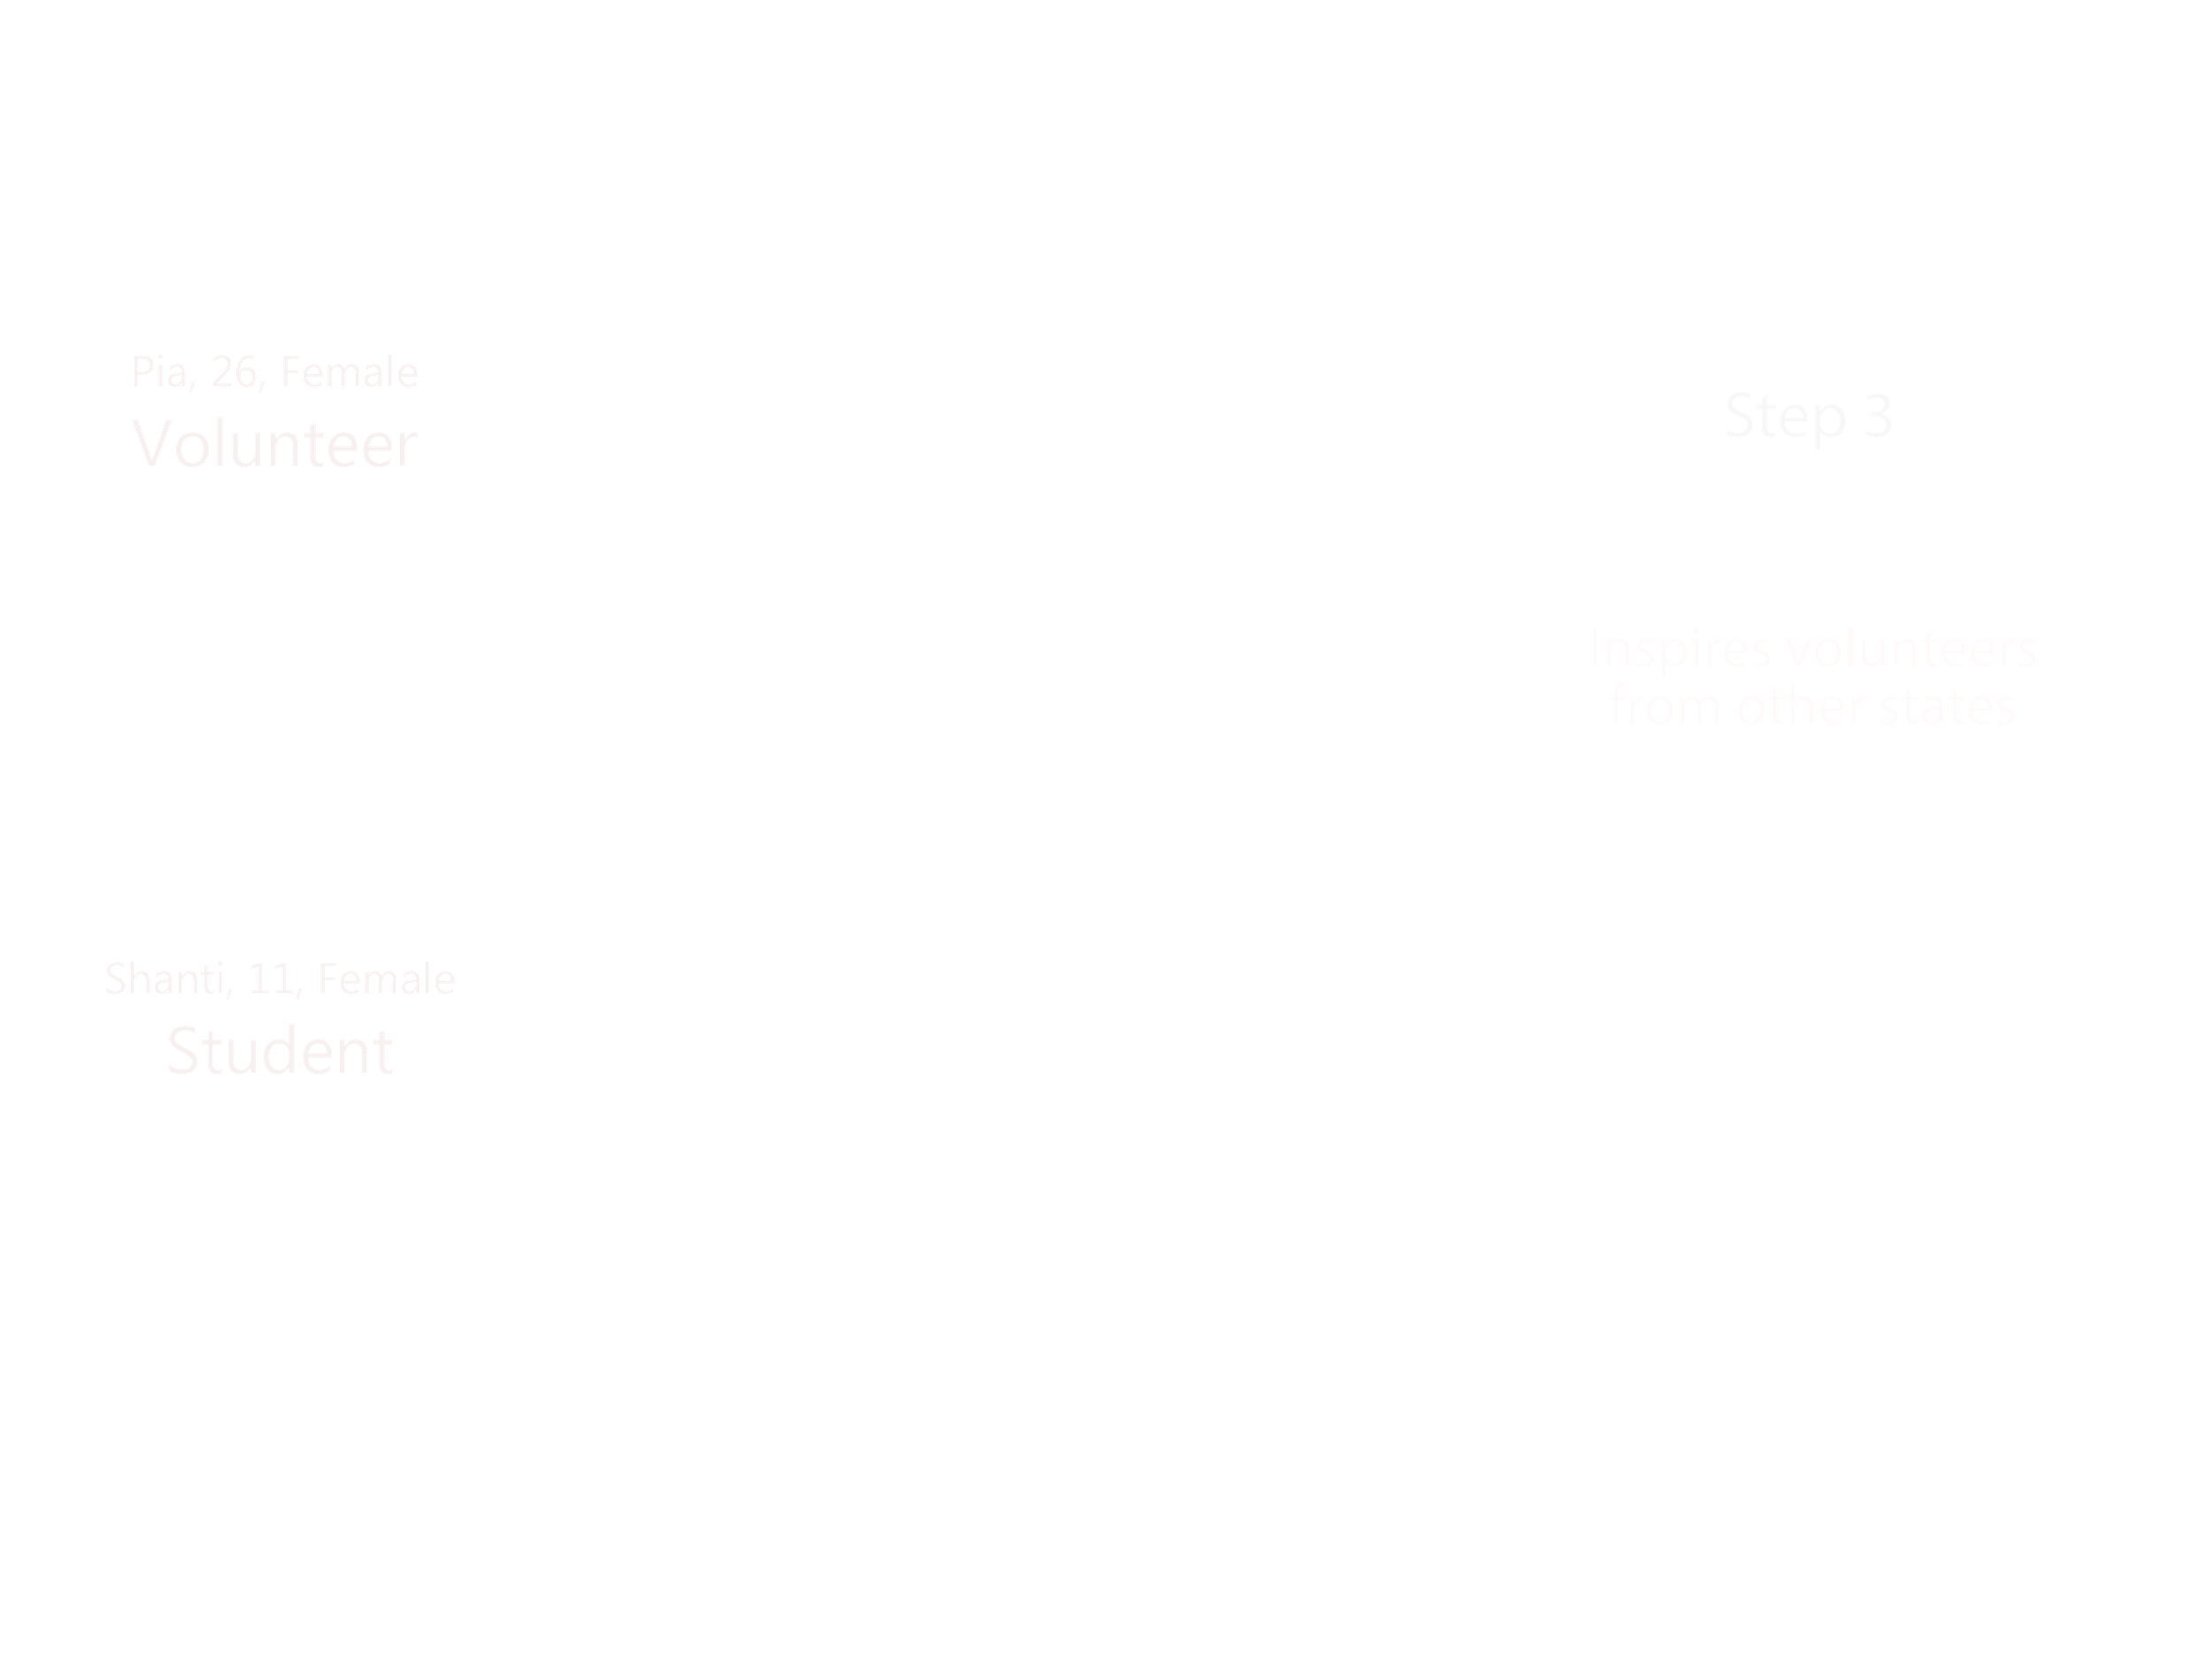 Pia, 26, Female
Volunteer
Step 3
Inspires volunteers
from other states
Shanti, 11, Female
Student